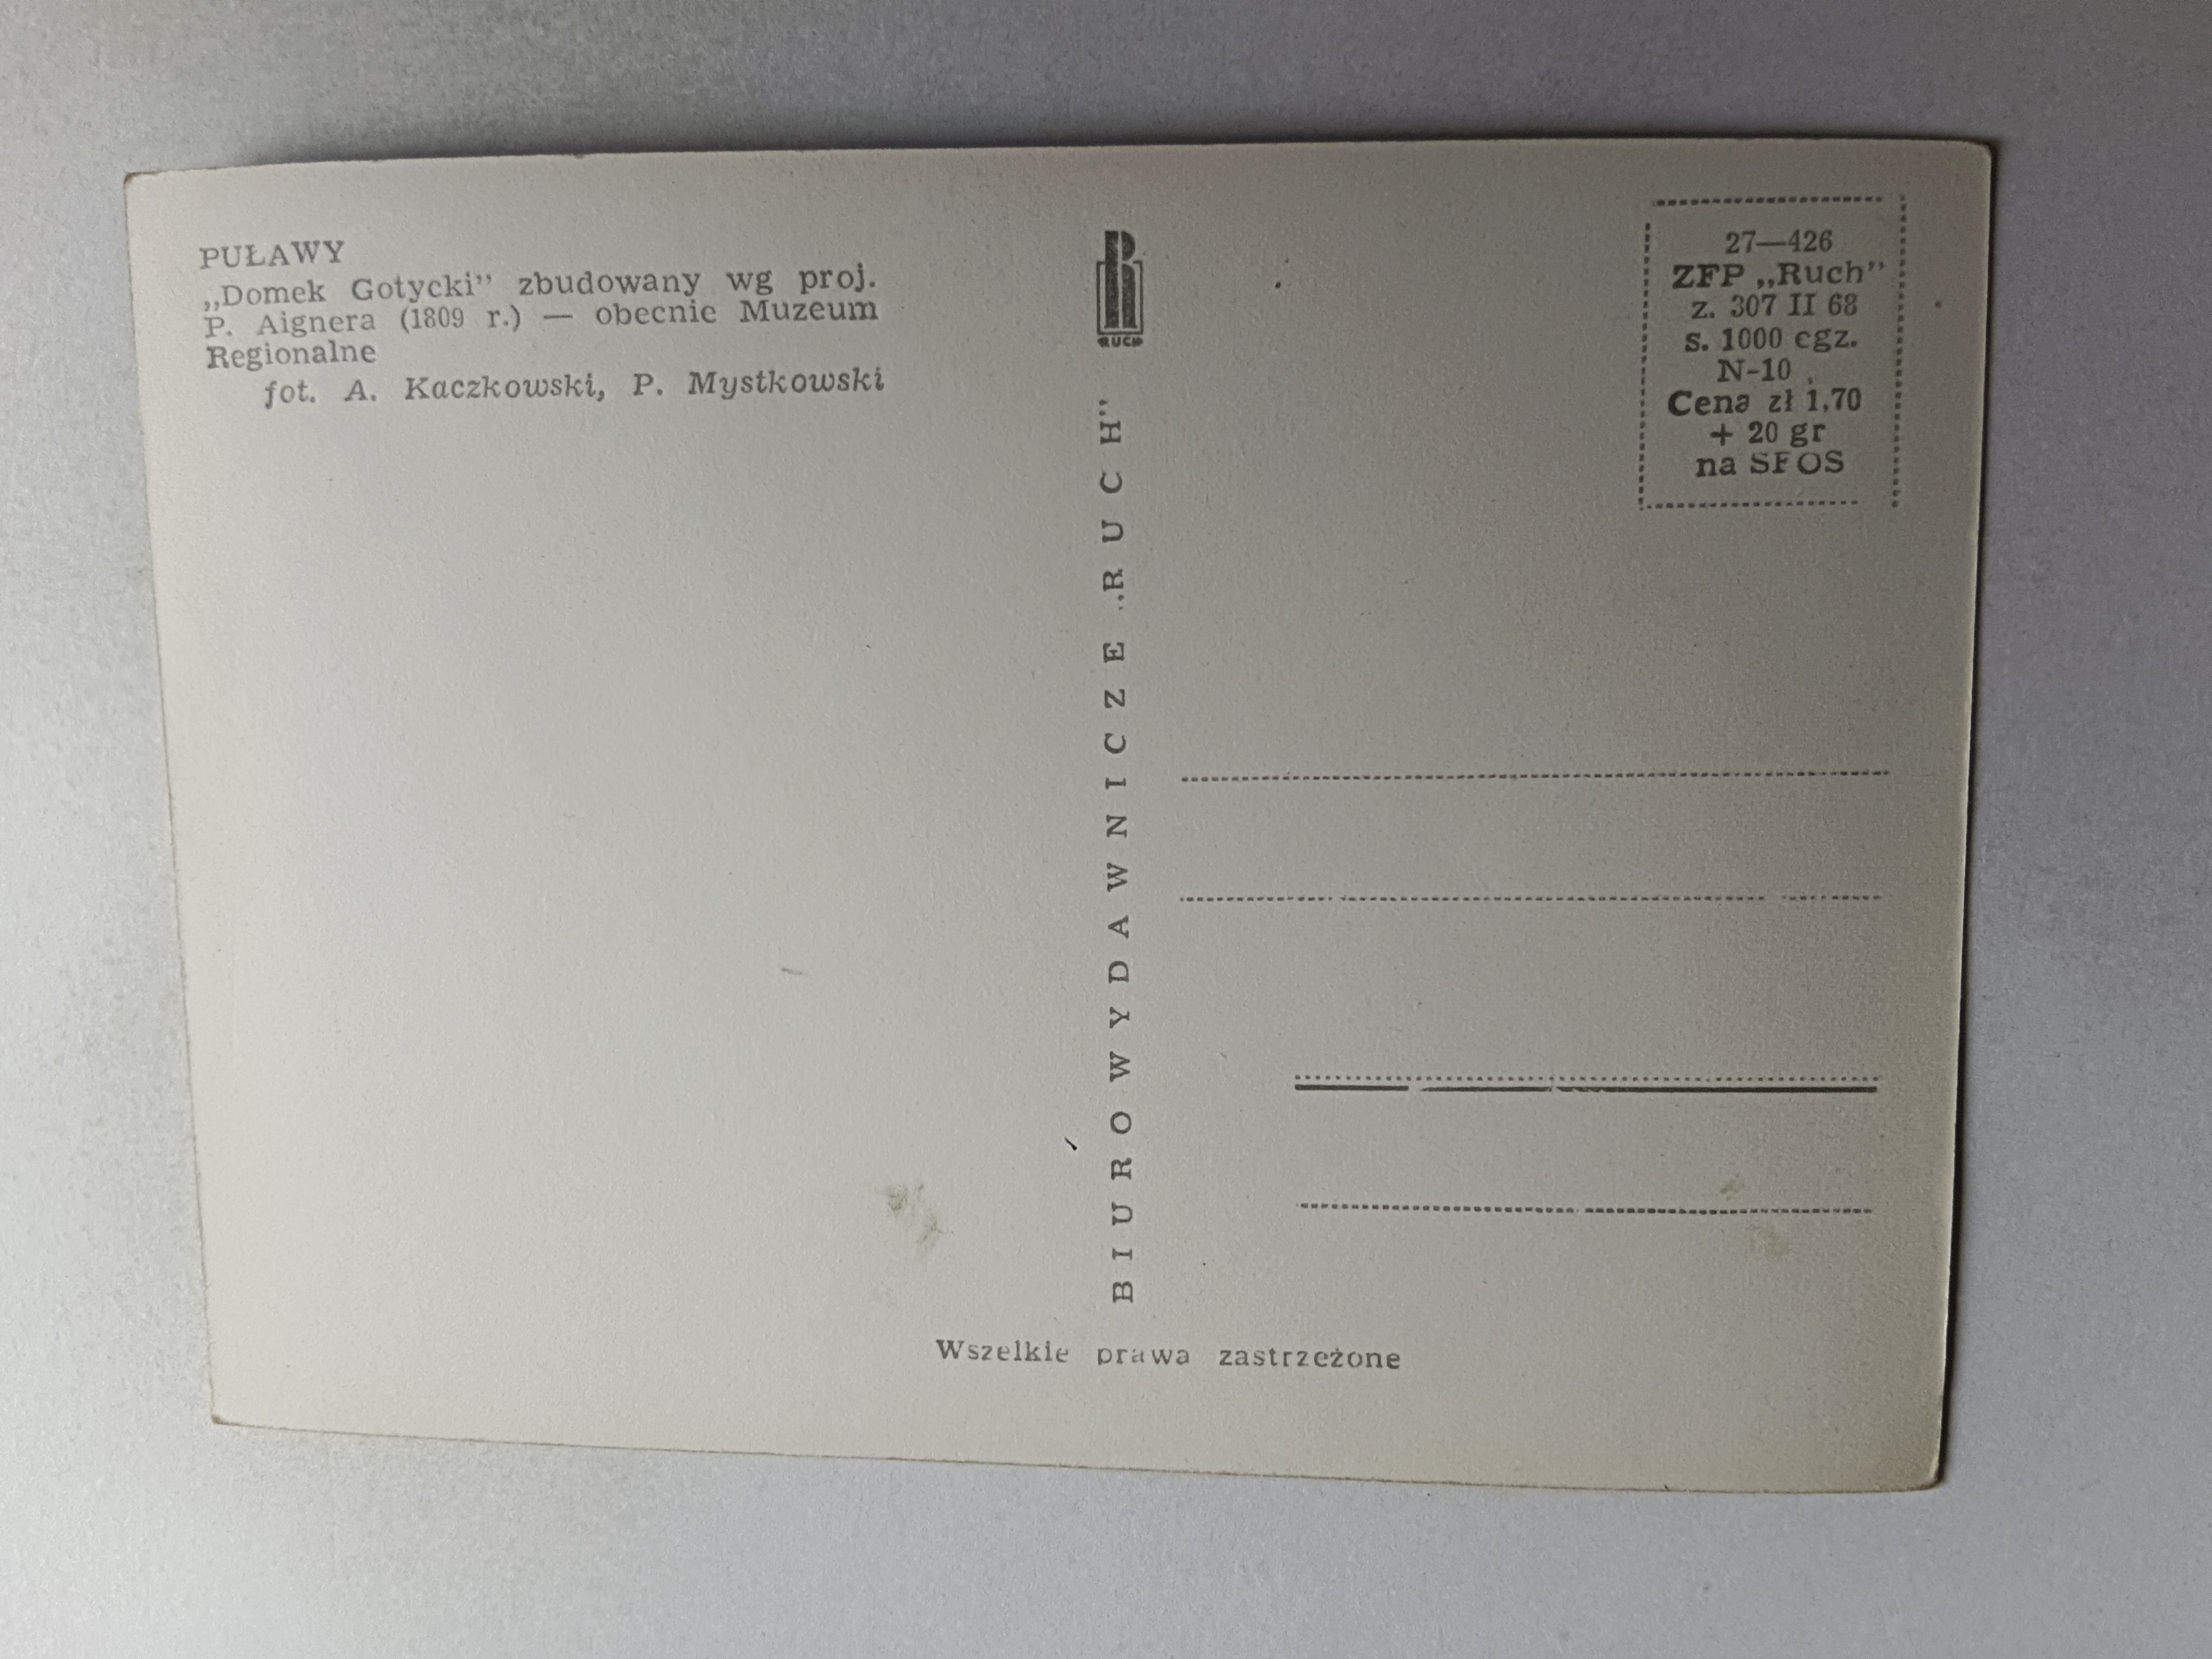 PUŁAWY
„Domek Gotycki” zbudowany wg proj.
P. Aignera (1809 r.) — obecnie Muzeum
Regionalne
fot. A. Kaczkowski, P. Mystkowski
RUCH
BIURO WYDAWNICZE „RUCH”
27—426
ZFP „Ruch”
z. 307 II 68
s. 1000 egz.
N-10
Cena zł 1,70
+ 20 gr
na SFOS
Wszelkie prawa zastrzeżone